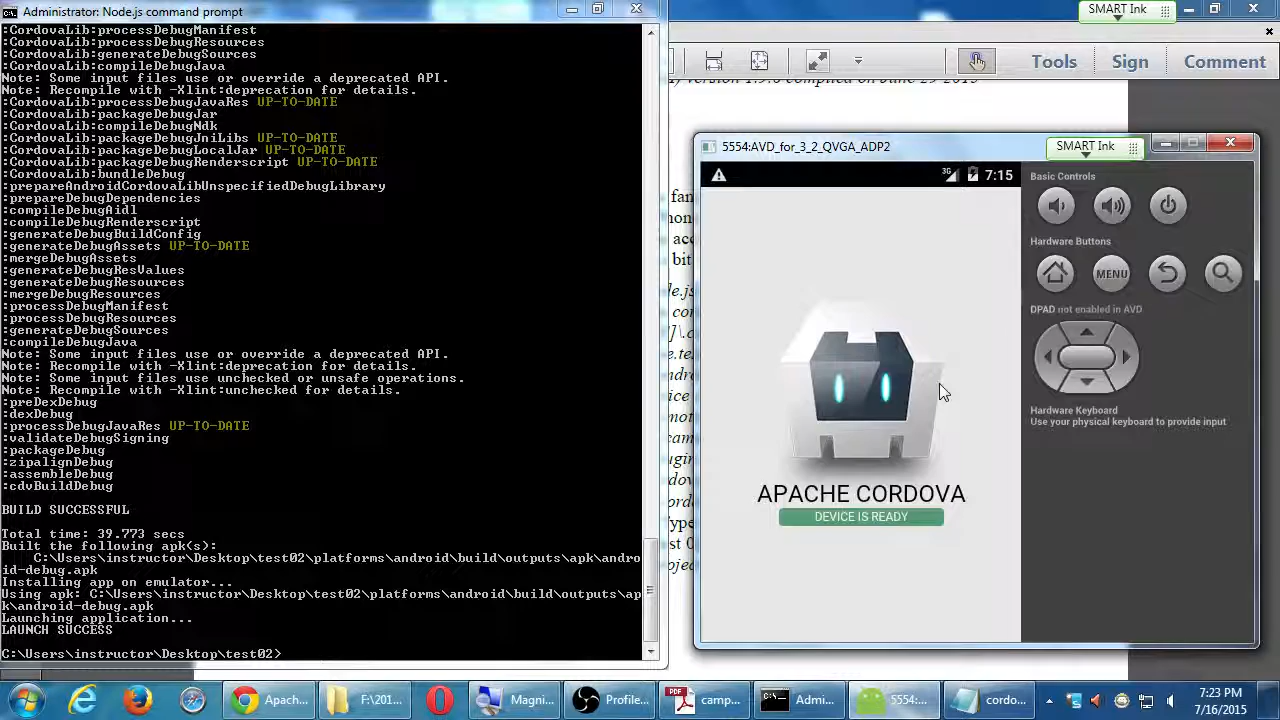 Administrator: Node.js command prompt
:CordovaLib:processDebugManifest
:CordovaLib:processDebugResources
:CordovaLib:generateDebugSources
:CordovaLib:compileDebugJava
Note: Some input files use or override a deprecated API.
Note: Recompile with -Xlint:deprecation for details.
:CordovaLib:processDebugJavaRes UP-TO-DATE
:CordovaLib:packageDebugJar
:CordovaLib:compileDebugNdk
:CordovaLib:packageDebugJniLibs UP-TO-DATE
:CordovaLib:packageDebugLocalJar UP-TO-DATE
:CordovaLib:packageDebugRenderscript UP-TO-DATE
:CordovaLib:bundleDebug
:prepareAndroidCordovaLibUnspecifiedDebugLibrary
:prepareDebugDependencies
:compileDebugAidl
:compileDebugRenderscript
:generateDebugBuildConfig
:generateDebugAssets UP-TO-DATE
:mergeDebugAssets
:generateDebugResValues
:generateDebugResources
:mergeDebugResources
:processDebugManifest
:processDebugResources
:generateDebugSources
:compileDebugJava
Note: Some input files use or override a deprecated API.
Note: Recompile with -Xlint:deprecation for details.
Note: Some input files use unchecked or unsafe operations.
Note: Recompile with -Xlint:unchecked for details.
:preDexDebug
:dexDebug
:processDebugJavaRes UP-TO-DATE
:validateDebugSigning
:packageDebug
:zipalignDebug
:assembleDebug
:cdvBuildDebug
BUILD SUCCESSFUL
Total time: 39.773 secs
Built the following apk(s):
C:\Users\instructor\Desktop\test02\platforms\android\build\outputs\apk\andro
id-debug.apk
Installing app on emulator...
Using apk: C:\Users\instructor\Desktop\test02\platforms\android\build\outputs\ap
k\android-debug.apk
Launching application...
LAUNCH SUCCESS
C:\Users\instructor\Desktop\test02>
SMART Ink
Tools
Sign
Comment
5554:AVD_for_3_2_QVGA_ADP2
SMART Ink
3G
7:15
APACHE CORDOVA
DEVICE IS READY
Basic Controls
Hardware Buttons
MENU
DPAD not enabled in AVD
Hardware Keyboard
Use your physical keyboard to provide input
Apach...
F:\201...
Magni...
Profile...
camp...
Admi...
5554:...
cordo...
7:23 PM
7/16/2015